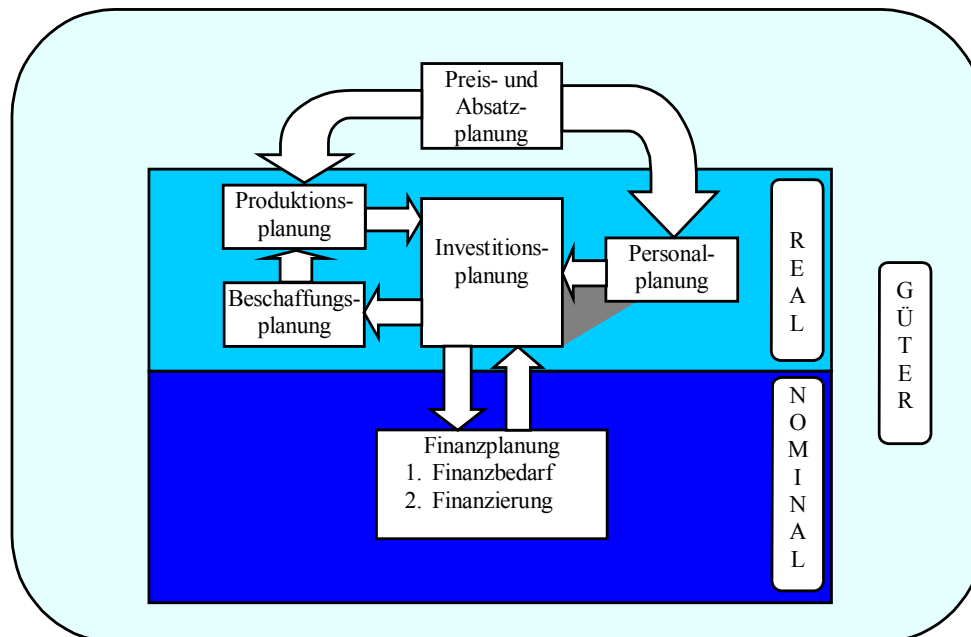 Preis- und
Absatz-
planung
Produktions-
planung
Investitions-
planung
Personal-
planung
Beschaffungs-
planung
Finanzplanung
1. Finanzbedarf
2. Finanzierung
R
E
A
L
N
O
M
I
N
A
L
G
Ü
T
E
R